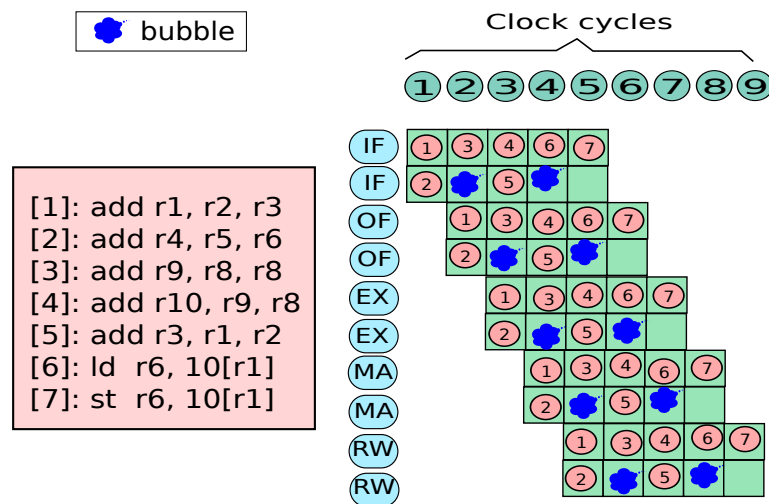 bubble
Clock cycles
1 2 3 4 5 6 7 8 9
[1]: add r1, r2, r3
[2]: add r4, r5, r6
[3]: add r9, r8, r8
[4]: add r10, r9, r8
[5]: add r3, r1, r2
[6]: ld r6, 10[r1]
[7]: st r6, 10[r1]
IF 1 3 4 6 7
IF 2 5
OF 1 3 4 6 7
OF 2 5
EX 1 3 4 6 7
EX 2 5
MA 1 3 4 6 7
MA 2 5
RW 1 3 4 6 7
RW 2 5